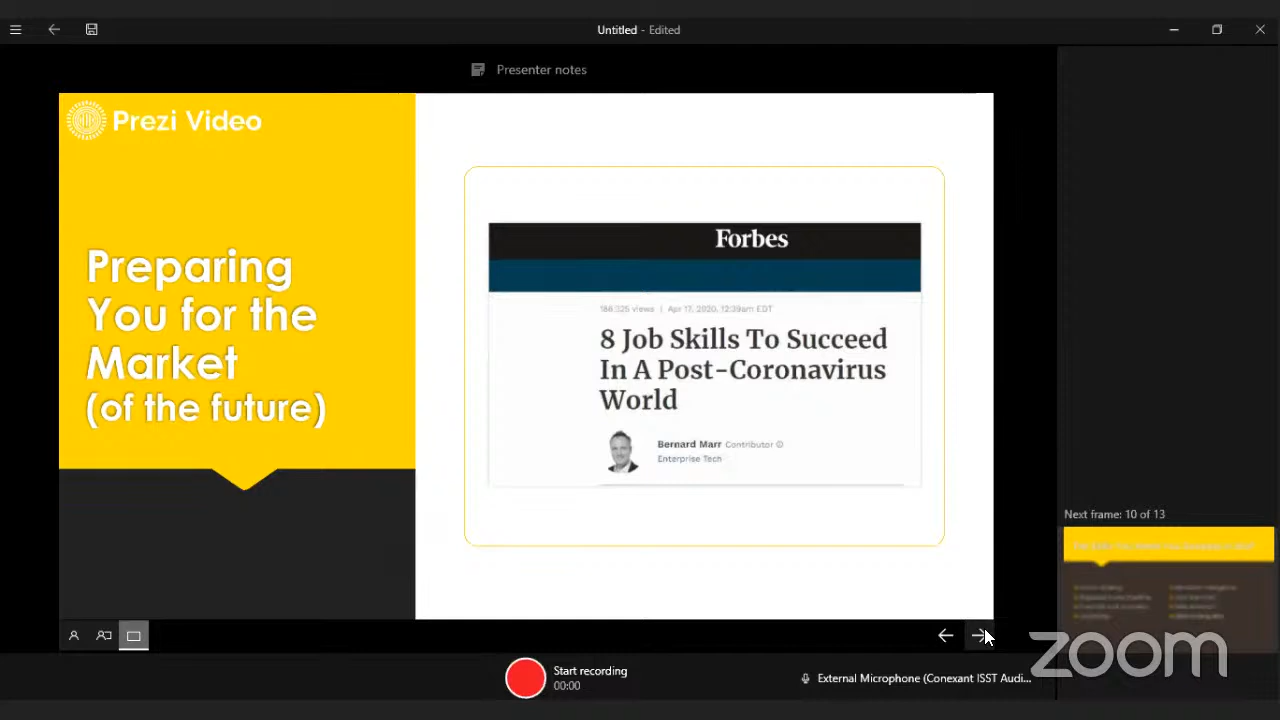 Untitled - Edited
Presenter notes
Prezi Video
Preparing
You for the
Market
(of the future)
Forbes
views | Apr 17, 2020, 12:39am EDT
8 Job Skills To Succeed
In A Post-Coronavirus
World
Bernard Marr Contributor
Enterprise Tech
Next frame: 10 of 13
Start recording
00:00
External Microphone (Conexant ISST Audi...
zoom